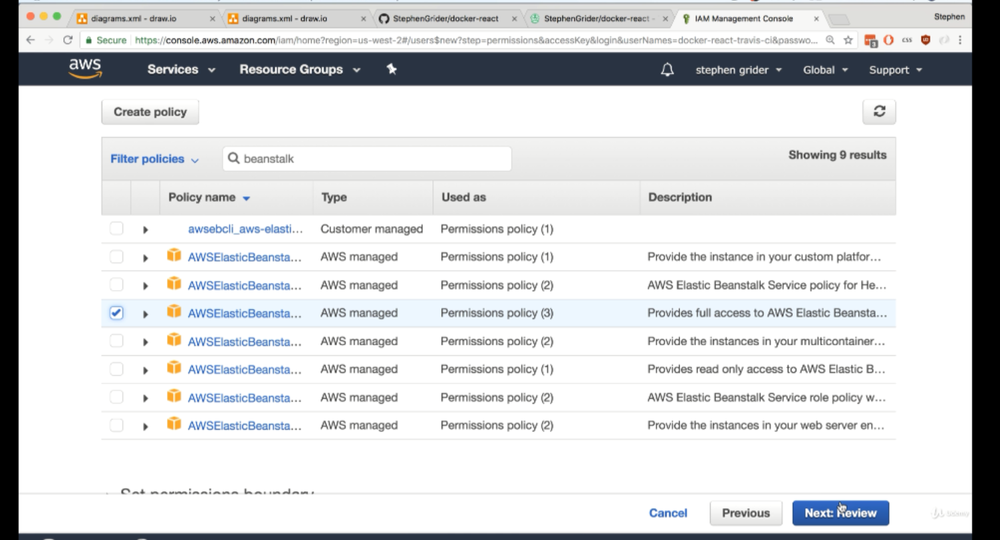 diagrams.xml - draw.io
diagrams.xml - draw.io
StephenGrider/docker-react
StephenGrider/docker-react -
IAM Management Console
Stephen
Secure
https://console.aws.amazon.com/iam/home?region=us-west-2#/users$new?step=permissions&accessKey&login&userNames=docker-react-travis-ci&passwo...
3
css
aws
Services
Resource Groups
stephen grider
Global
Support
Create policy
Filter policies
beanstalk
Showing 9 results
Policy name Type Used as Description
awsebcli_aws-elasti... Customer managed Permissions policy (1)
AWSElasticBeansta... AWS managed Permissions policy (1) Provide the instance in your custom platfor...
AWSElasticBeansta... AWS managed Permissions policy (2) AWS Elastic Beanstalk Service policy for He...
AWSElasticBeansta... AWS managed Permissions policy (3) Provides full access to AWS Elastic Beansta...
AWSElasticBeansta... AWS managed Permissions policy (2) Provide the instances in your multicontainer...
AWSElasticBeansta... AWS managed Permissions policy (1) Provides read only access to AWS Elastic B...
AWSElasticBeansta... AWS managed Permissions policy (2) AWS Elastic Beanstalk Service role policy w...
AWSElasticBeansta... AWS managed Permissions policy (2) Provide the instances in your web server en...
Set permissions boundary
Cancel
Previous
Next: Review
Udemy